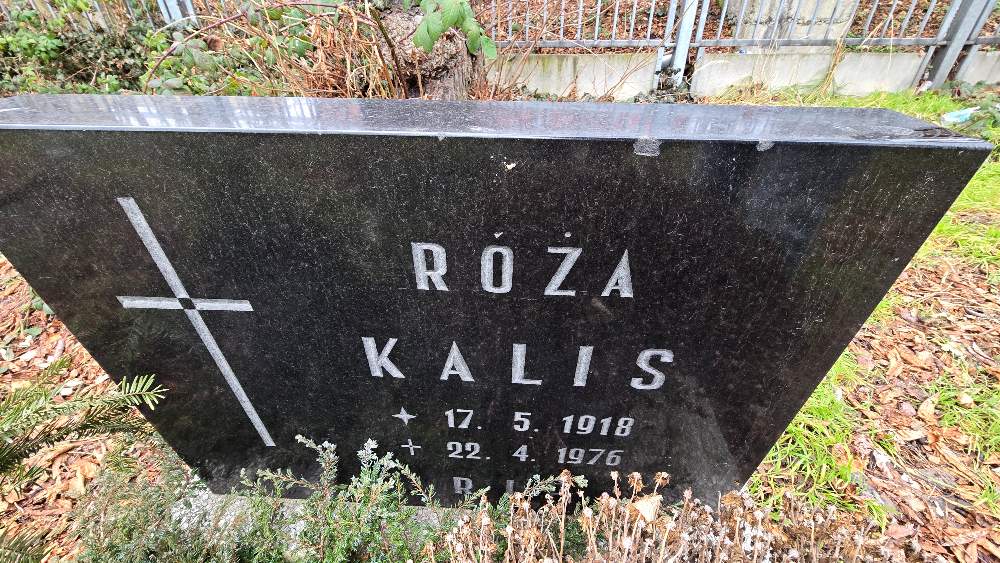 RÓŻA
KALIS
17. 5. 1918
22. 4. 1976